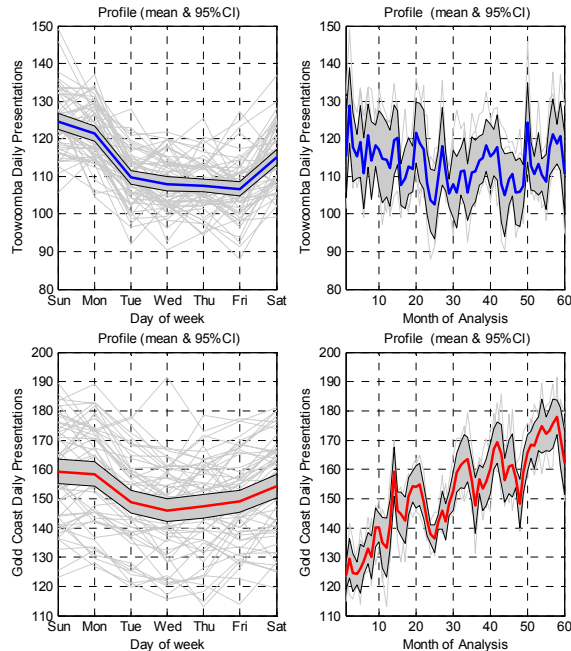 Profile (mean & 95%CI)
150
140
130
120
110
100
90
80
Toowoomba Daily Presentations
Sun Mon Tue Wed Thu Fri Sat
Day of week
Profile (mean & 95%CI)
150
140
130
120
110
100
90
80
Toowoomba Daily Presentations
10 20 30 40 50 60
Month of Analysis
Profile (mean & 95%CI)
200
190
180
170
160
150
140
130
120
110
Gold Coast Daily Presentations
Sun Mon Tue Wed Thu Fri Sat
Day of week
Profile (mean & 95%CI)
200
190
180
170
160
150
140
130
120
110
Gold Coast Daily Presentations
10 20 30 40 50 60
Month of Analysis